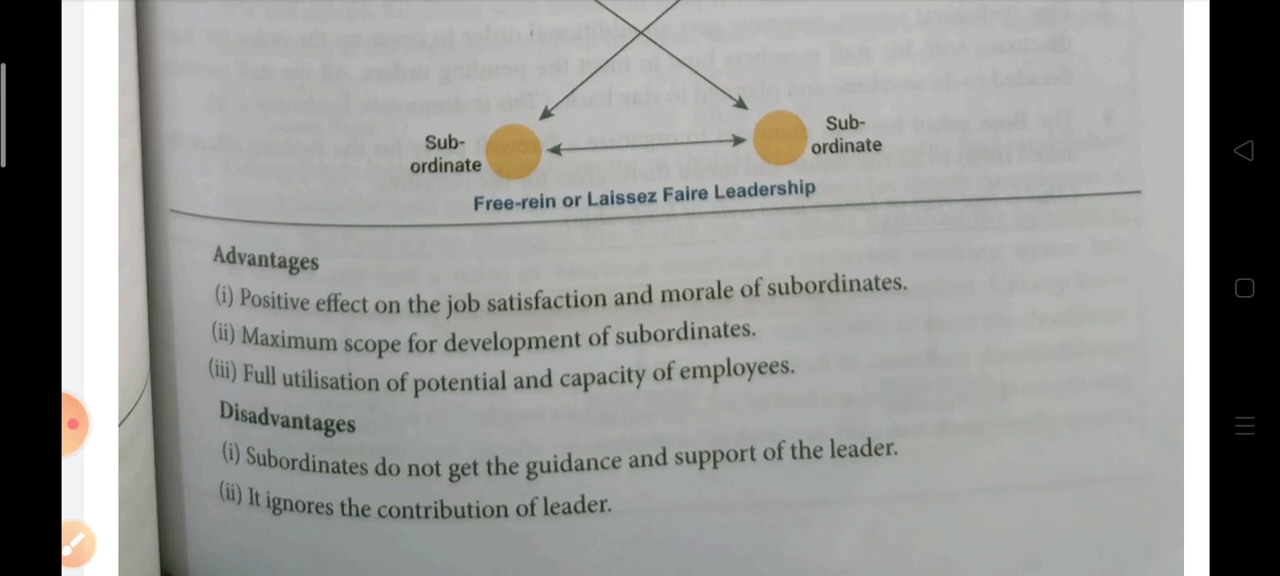 Sub-
ordinate
Sub-
ordinate
Free-rein or Laissez Faire Leadership
Advantages
(i) Positive effect on the job satisfaction and morale of subordinates.
(ii) Maximum scope for development of subordinates.
(iii) Full utilisation of potential and capacity of employees.
Disadvantages
(i) Subordinates do not get the guidance and support of the leader.
(ii) It ignores the contribution of leader.